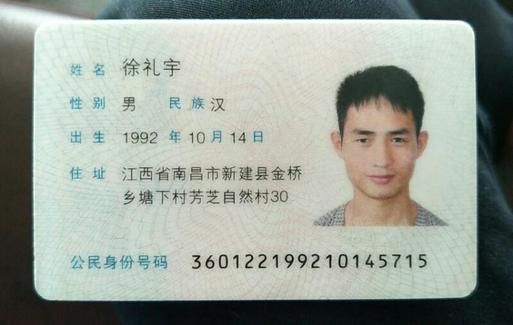 姓名 徐礼宇
性别 男 民族 汉
出生 1992 年 10 月 14 日
住址 江西省南昌市新建县金桥
乡塘下村芳芝自然村30
公民身份号码 360122199210145715